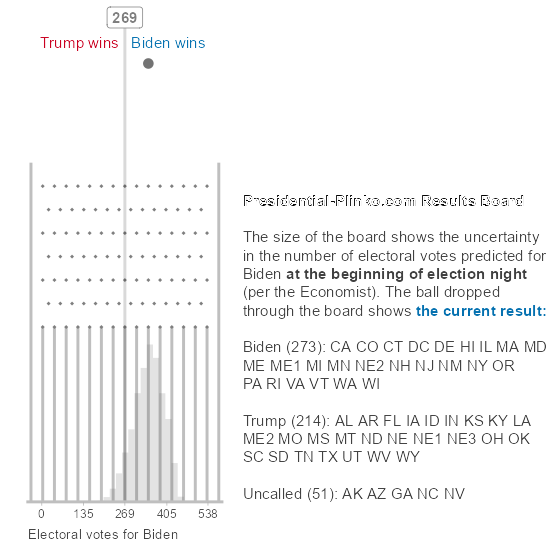 269
Trump wins Biden wins
Presidential-Plinko.com Results Board
The size of the board shows the uncertainty
in the number of electoral votes predicted for
Biden at the beginning of election night
(per the Economist). The ball dropped
through the board shows the current result:
Biden (273): CA CO CT DC DE HI IL MA MD
ME ME1 MI MN NE2 NH NJ NM NY OR
PA RI VA VT WA WI
Trump (214): AL AR FL IA ID IN KS KY LA
ME2 MO MS MT ND NE NE1 NE3 OH OK
SC SD TN TX UT WV WY
Uncalled (51): AK AZ GA NC NV
0 135 269 405 538
Electoral votes for Biden